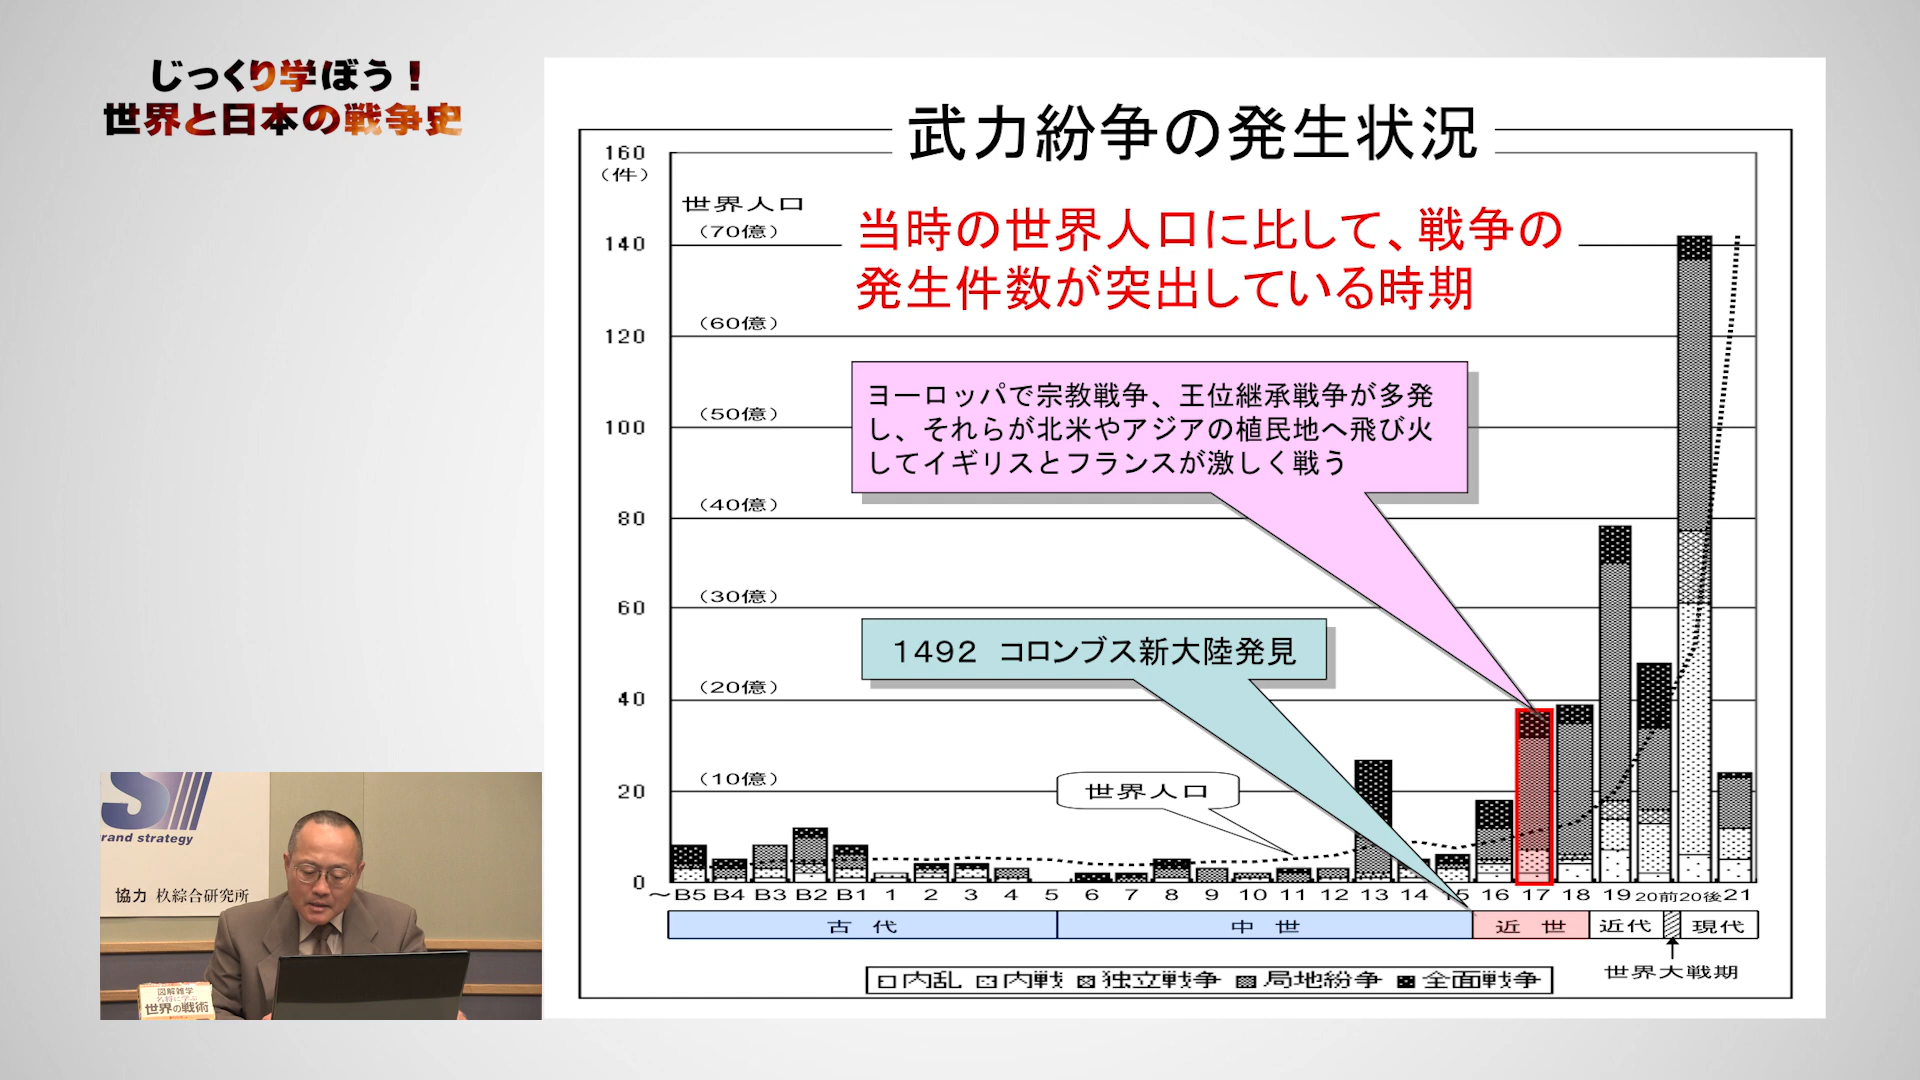 じっくり学ぼう！
世界と日本の戦争史
武力紛争の発生状況
160
（件）
世界人口
（70億）
140
当時の世界人口に比して、戦争の
発生件数が突出している時期
（60億）
120
ヨーロッパで宗教戦争、王位継承戦争が多発
し、それらが北米やアジアの植民地へ飛び火
してイギリスとフランスが激しく戦う
（50億）
100
（40億）
80
（30億）
60
1492 コロンブス新大陸発見
（20億）
40
（10億）
20
世界人口
0
～B5 B4 B3 B2 B1 1 2 3 4 5 6 7 8 9 10 11 12 13 14 15 16 17 18 19 20前 20後 21
古代 中世 近世 近代 現代
世界大戦期
内乱 内戦 独立戦争 局地紛争 全面戦争
S
rand strategy
協力 杦綜合研究所
図解雑学
名将に学ぶ
世界の戦術